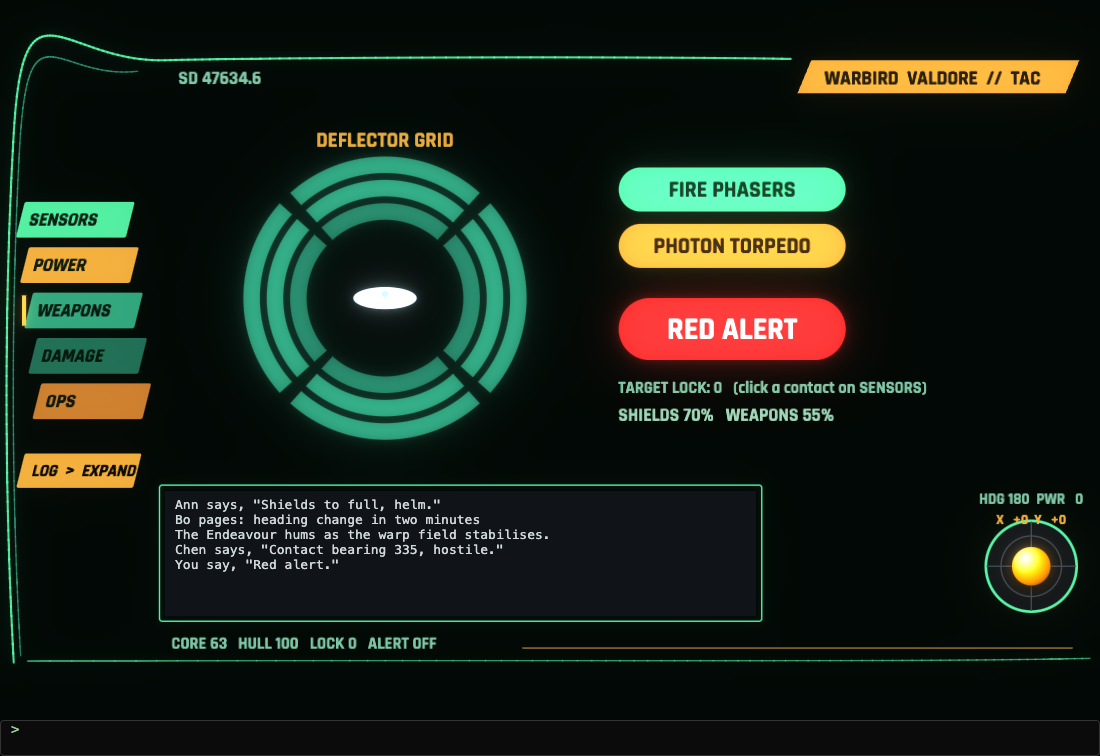 SD 47634.6
WARBIRD VALDORE // TAC
DEFLECTOR GRID
SENSORS
POWER
WEAPONS
DAMAGE
OPS
LOG > EXPAND
FIRE PHASERS
PHOTON TORPEDO
RED ALERT
TARGET LOCK: 0 (click a contact on SENSORS)
SHIELDS 70% WEAPONS 55%
Ann says, "Shields to full, helm."
Bo pages: heading change in two minutes
The Endeavour hums as the warp field stabilises.
Chen says, "Contact bearing 335, hostile."
You say, "Red alert."
HDG 180 PWR 0
X +0 Y +0
CORE 63 HULL 100 LOCK 0 ALERT OFF
>